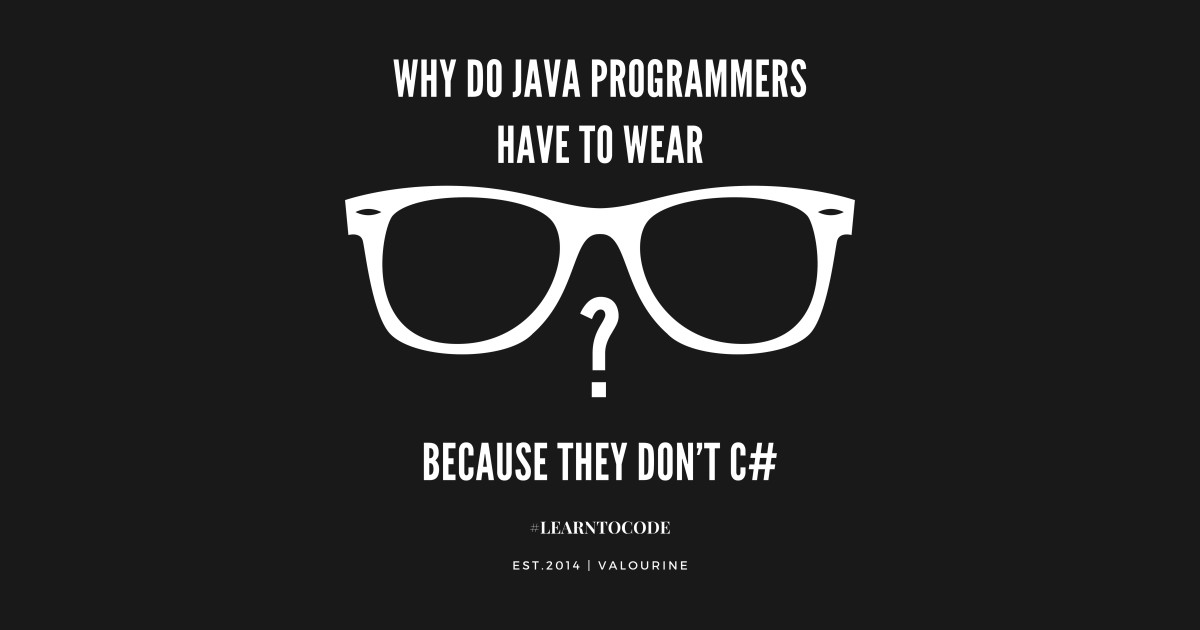 WHY DO JAVA PROGRAMMERS
HAVE TO WEAR
?
BECAUSE THEY DON'T C#
#LEARNTOCODE
EST.2014 | VALOURINE